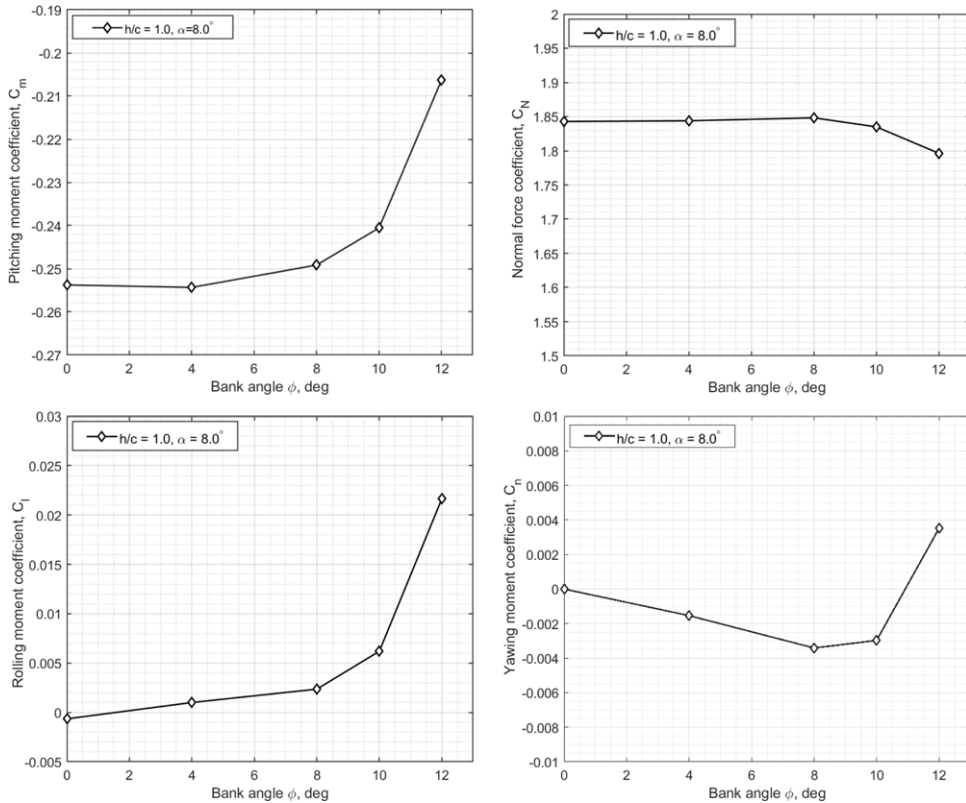 h/c = 1.0, α=8.0°
-0.19
-0.2
-0.21
-0.22
-0.23
-0.24
-0.25
-0.26
-0.27
Pitching moment coefficient, C_m
0 2 4 6 8 10 12
Bank angle ϕ, deg
h/c = 1.0, α = 8.0°
2
1.95
1.9
1.85
1.8
1.75
1.7
1.65
1.6
1.55
1.5
Normal force coefficient, C_N
0 2 4 6 8 10 12
Bank angle ϕ, deg
h/c = 1.0, α = 8.0°
0.03
0.025
0.02
0.015
0.01
0.005
0
-0.005
Rolling moment coefficient, C_l
0 2 4 6 8 10 12
Bank angle ϕ, deg
h/c = 1.0, α = 8.0°
0.01
0.008
0.006
0.004
0.002
0
-0.002
-0.004
-0.006
-0.008
-0.01
Yawing moment coefficient, C_n
0 2 4 6 8 10 12
Bank angle ϕ, deg